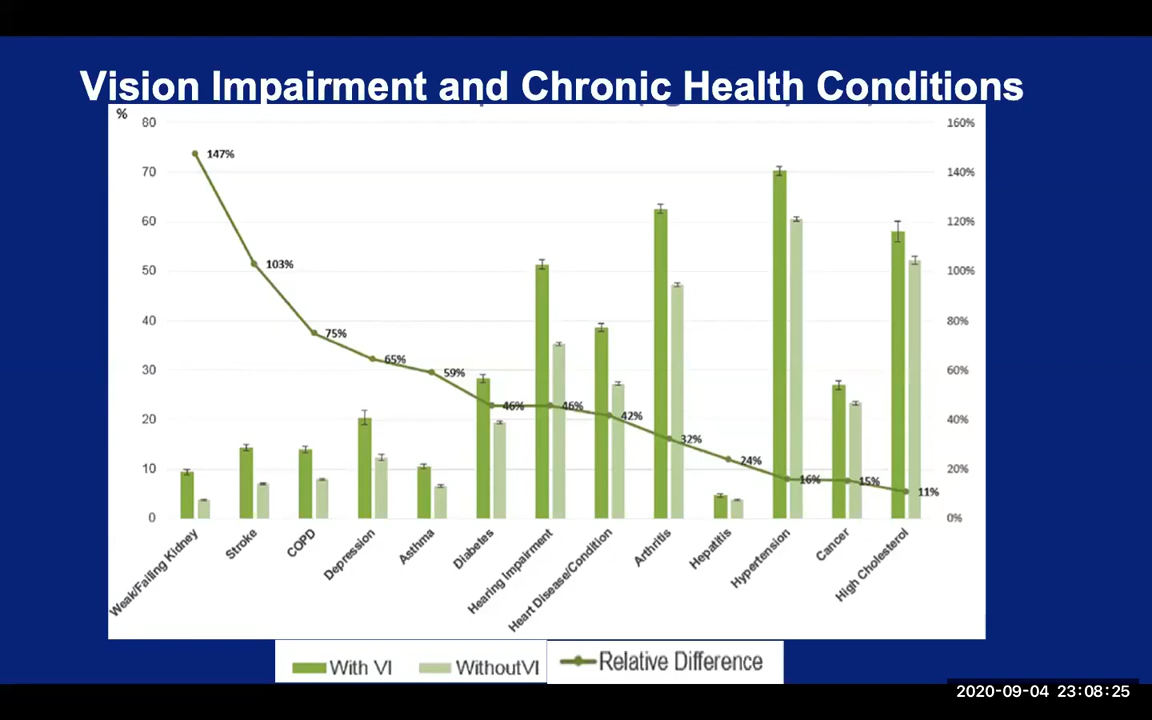 Vision Impairment and Chronic Health Conditions
%
80
160%
70
140%
60
120%
50
100%
40
80%
30
60%
20
40%
10
20%
0
0%
147%
103%
75%
65%
59%
46%
46%
42%
32%
24%
16%
15%
11%
Weak/Failing Kidney
Stroke
COPD
Depression
Asthma
Diabetes
Hearing Impairment
Heart Disease/Condition
Arthritis
Hepatitis
Hypertension
Cancer
High Cholesterol
With VI
WithoutVI
Relative Difference
2020-09-04 23:08:25